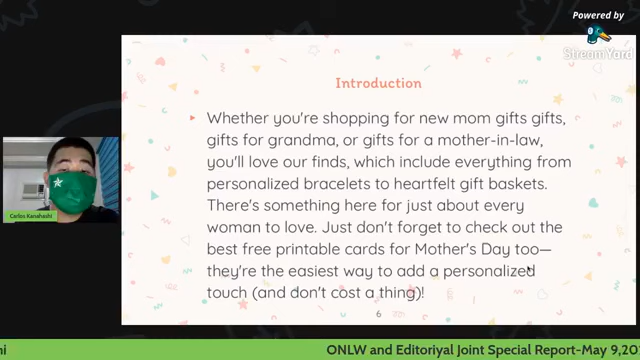 Powered by
StreamYard
Introduction
Whether you're shopping for new mom gifts gifts,
gifts for grandma, or gifts for a mother-in-law,
you'll love our finds, which include everything from
personalized bracelets to heartfelt gift baskets.
There's something here for just about every
woman to love. Just don't forget to check out the
best free printable cards for Mother's Day too—
they're the easiest way to add a personalized
touch (and don't cost a thing)!
6
Carlos Kanahashi
hi
ONLW and Editoriyal Joint Special Report-May 9,20